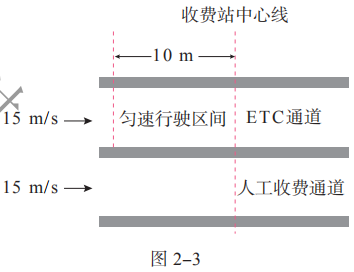 收费站中心线
10 m
15 m/s
匀速行驶区间
ETC通道
15 m/s
人工收费通道
图 2-3